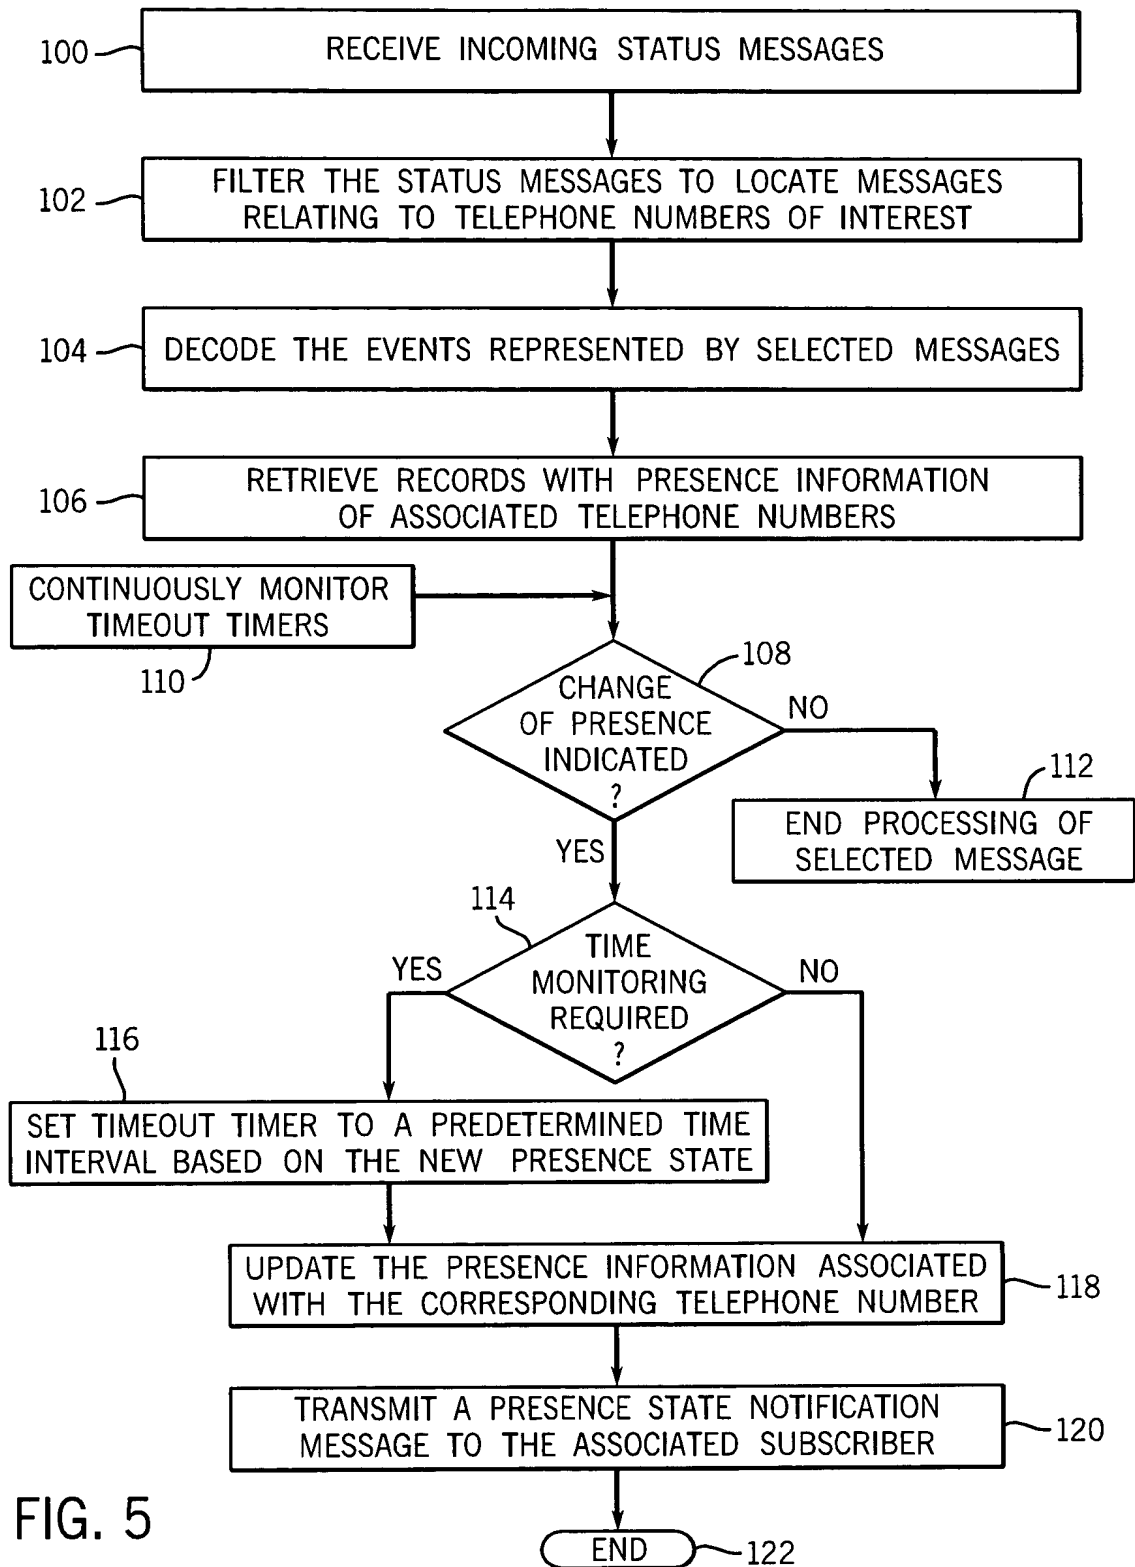 100
RECEIVE INCOMING STATUS MESSAGES
102
FILTER THE STATUS MESSAGES TO LOCATE MESSAGES
RELATING TO TELEPHONE NUMBERS OF INTEREST
104
DECODE THE EVENTS REPRESENTED BY SELECTED MESSAGES
106
RETRIEVE RECORDS WITH PRESENCE INFORMATION
OF ASSOCIATED TELEPHONE NUMBERS
CONTINUOUSLY MONITOR
TIMEOUT TIMERS
110
108
CHANGE
OF PRESENCE
INDICATED
?
NO
112
END PROCESSING OF
SELECTED MESSAGE
YES
114
TIME
MONITORING
REQUIRED
?
YES
NO
116
SET TIMEOUT TIMER TO A PREDETERMINED TIME
INTERVAL BASED ON THE NEW PRESENCE STATE
UPDATE THE PRESENCE INFORMATION ASSOCIATED
WITH THE CORRESPONDING TELEPHONE NUMBER
118
TRANSMIT A PRESENCE STATE NOTIFICATION
MESSAGE TO THE ASSOCIATED SUBSCRIBER
120
FIG. 5
END
122